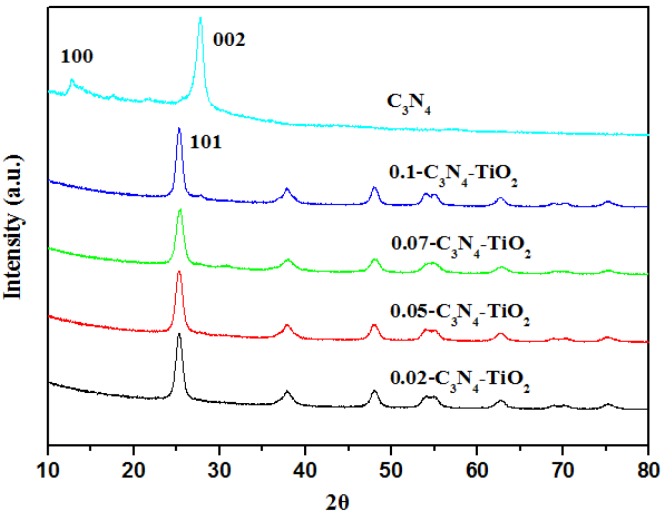 002
100
C₃N₄
101
0.1-C₃N₄-TiO₂
0.07-C₃N₄-TiO₂
0.05-C₃N₄-TiO₂
0.02-C₃N₄-TiO₂
Intensity (a.u.)
10 20 30 40 50 60 70 80
2θ